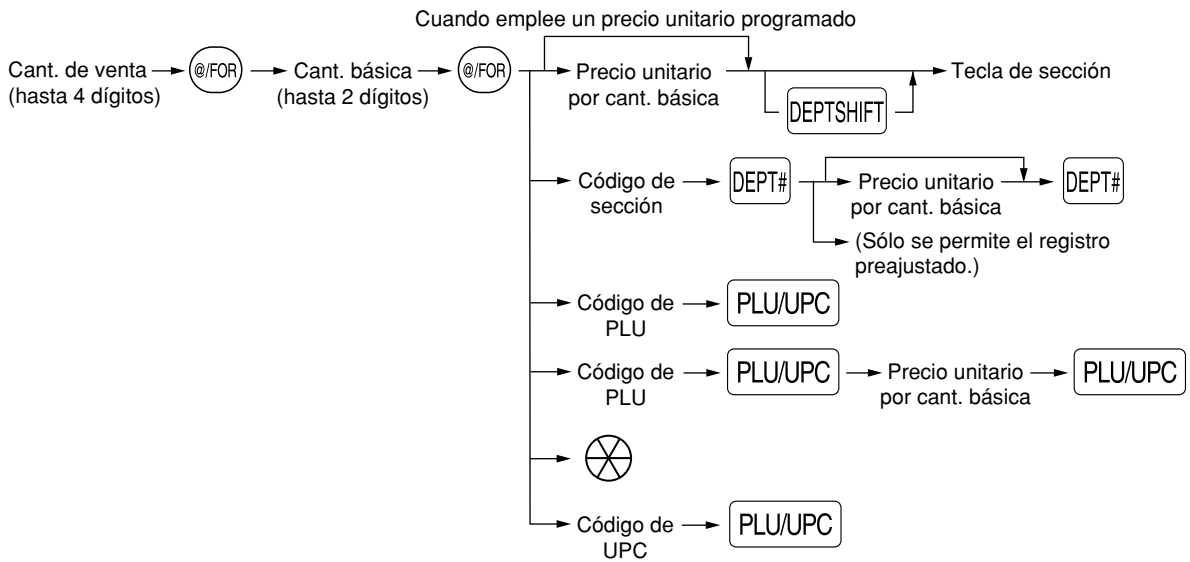 Cuando emplee un precio unitario programado
Cant. de venta @/FOR Cant. básica @/FOR Precio unitario Tecla de sección
(hasta 4 dígitos) (hasta 2 dígitos) por cant. básica
DEPTSHIFT
Código de DEPT# Precio unitario DEPT#
sección por cant. básica
(Sólo se permite el registro
preajustado.)
Código de PLU/UPC
PLU
Código de PLU/UPC Precio unitario PLU/UPC
PLU por cant. básica
Código de PLU/UPC
UPC